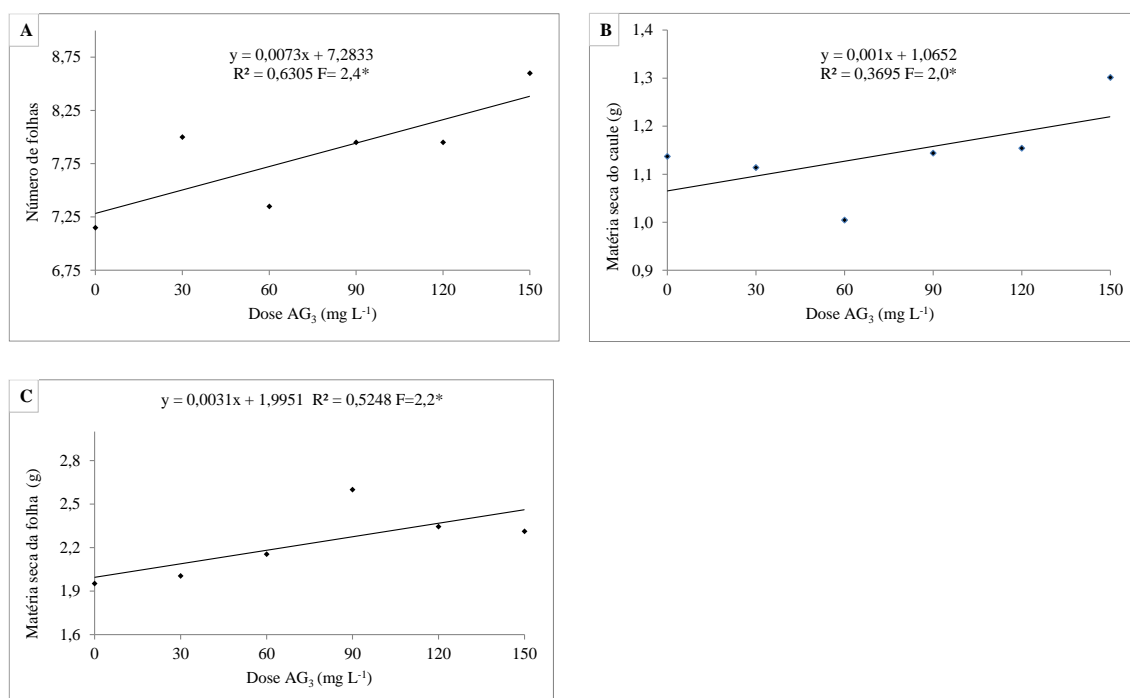 A
y = 0,0073x + 7,2833
R² = 0,6305 F= 2,4*
Número de folhas
8,75
8,25
7,75
7,25
6,75
0 30 60 90 120 150
Dose AG₃ (mg L⁻¹)
B
y = 0,001x + 1,0652
R² = 0,3695 F= 2,0*
Matéria seca do caule (g)
1,4
1,3
1,2
1,1
1,0
0,9
0 30 60 90 120 150
Dose AG₃ (mg L⁻¹)
C
y = 0,0031x + 1,9951 R² = 0,5248 F=2,2*
Matéria seca da folha (g)
2,8
2,5
2,2
1,9
1,6
0 30 60 90 120 150
Dose AG₃ (mg L⁻¹)